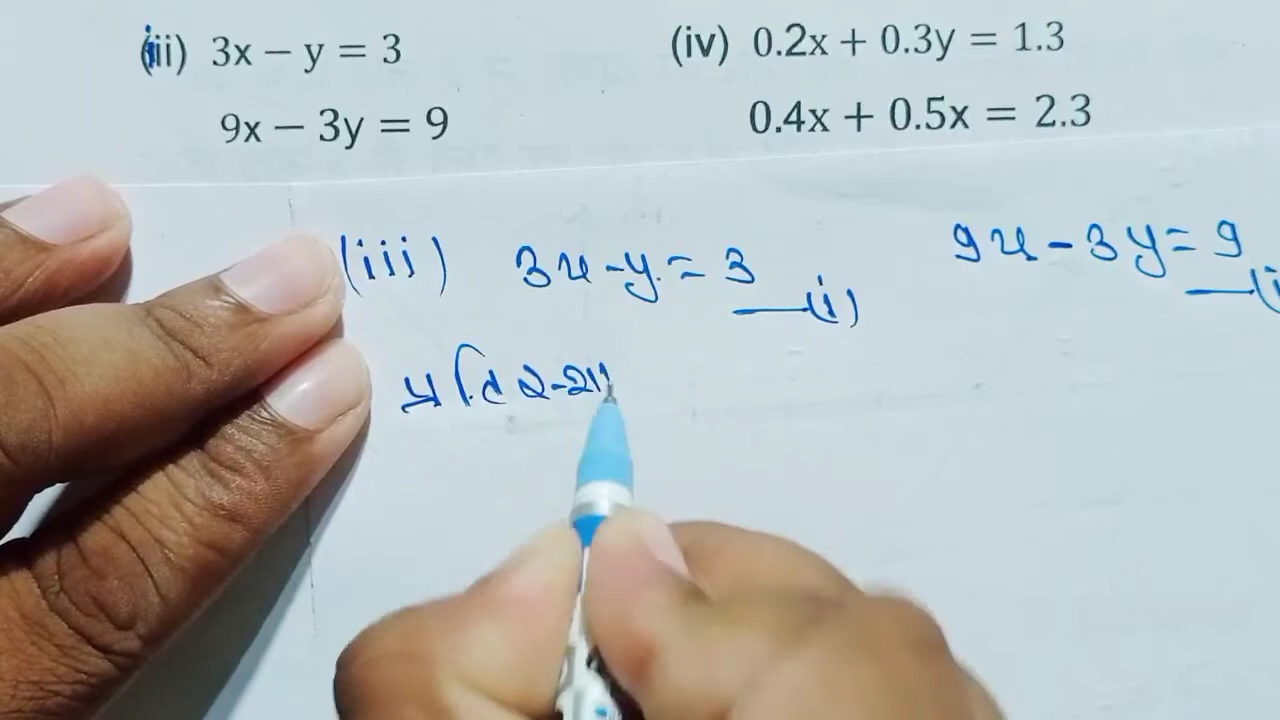 (iii) 3x − y = 3
9x − 3y = 9
(iv) 0.2x + 0.3y = 1.3
0.4x + 0.5x = 2.3
(iii) 3x - y = 3 —(i)
9x - 3y = 9 —(i